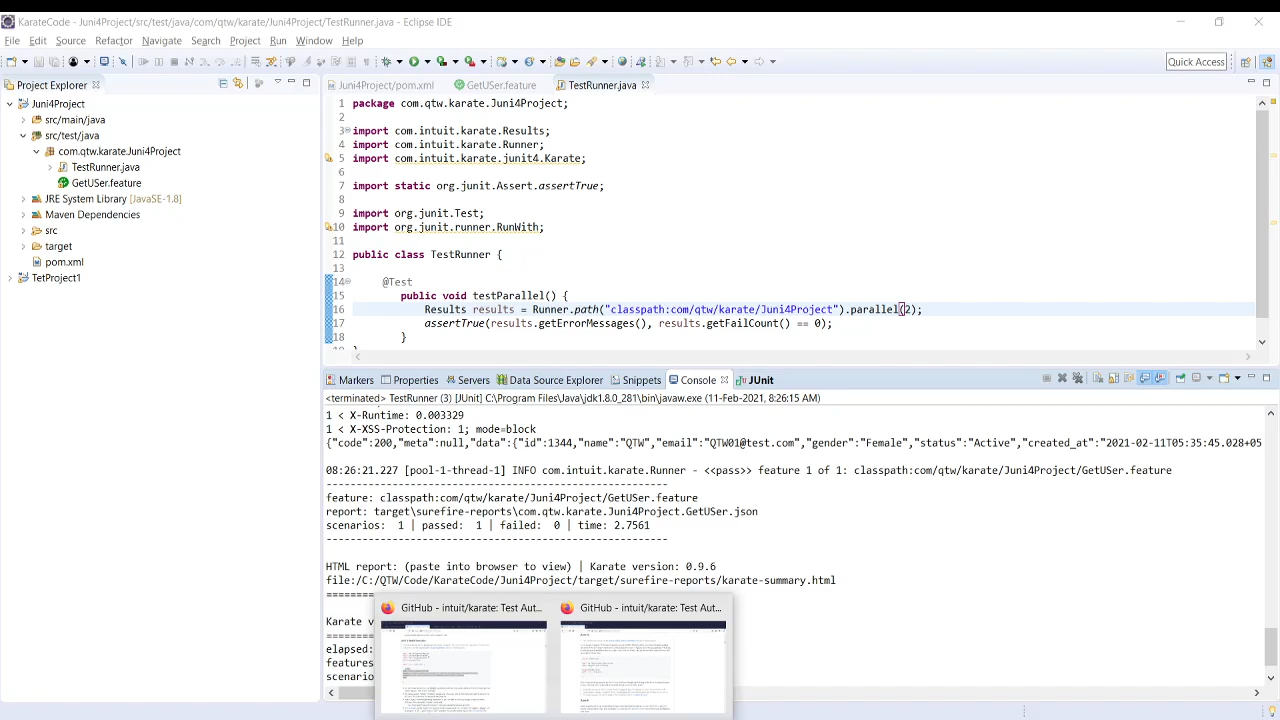 KarateCode - Juni4Project/src/test/java/com/qtw/karate/Juni4Project/TestRunner.java - Eclipse IDE
File Edit Source Refactor Navigate Search Project Run Window Help
Quick Access
Project Explorer
Juni4Project/pom.xml
GetUSer.feature
TestRunner.java
Juni4Project
src/main/java
src/test/java
com.qtw.karate.Juni4Project
TestRunner.java
GetUSer.feature
JRE System Library [JavaSE-1.8]
Maven Dependencies
src
target
pom.xml
TetProject1
1 package com.qtw.karate.Juni4Project;
2
3 import com.intuit.karate.Results;
4 import com.intuit.karate.Runner;
5 import com.intuit.karate.junit4.Karate;
6
7 import static org.junit.Assert.assertTrue;
8
9 import org.junit.Test;
10 import org.junit.runner.RunWith;
11
12 public class TestRunner {
13
14 @Test
15 public void testParallel() {
16 Results results = Runner.path("classpath:com/qtw/karate/Juni4Project").parallel(2);
17 assertTrue(results.getErrorMessages(), results.getFailCount() == 0);
18 }
Markers Properties Servers Data Source Explorer Snippets Console JUnit
<terminated> TestRunner (3) [JUnit] C:\Program Files\Java\jdk1.8.0_281\bin\javaw.exe (11-Feb-2021, 8:26:15 AM)
1 < X-Runtime: 0.003329
1 < X-XSS-Protection: 1; mode=block
{"code":200,"meta":null,"data":{"id":1344,"name":"QTW","email":"QTW01@test.com","gender":"Female","status":"Active","created_at":"2021-02-11T05:35:45.028+05
08:26:21.227 [pool-1-thread-1] INFO com.intuit.karate.Runner - <<pass>> feature 1 of 1: classpath:com/qtw/karate/Juni4Project/GetUSer.feature
---------------------------------------------------------
feature: classpath:com/qtw/karate/Juni4Project/GetUSer.feature
report: target\surefire-reports\com.qtw.karate.Juni4Project.GetUSer.json
scenarios: 1 | passed: 1 | failed: 0 | time: 2.7561
---------------------------------------------------------
HTML report: (paste into browser to view) | Karate version: 0.9.6
file:/C:/QTW/Code/KarateCode/Juni4Project/target/surefire-reports/karate-summary.html
Karate v
GitHub - intuit/karate: Test Aut...
GitHub - intuit/karate: Test Aut...